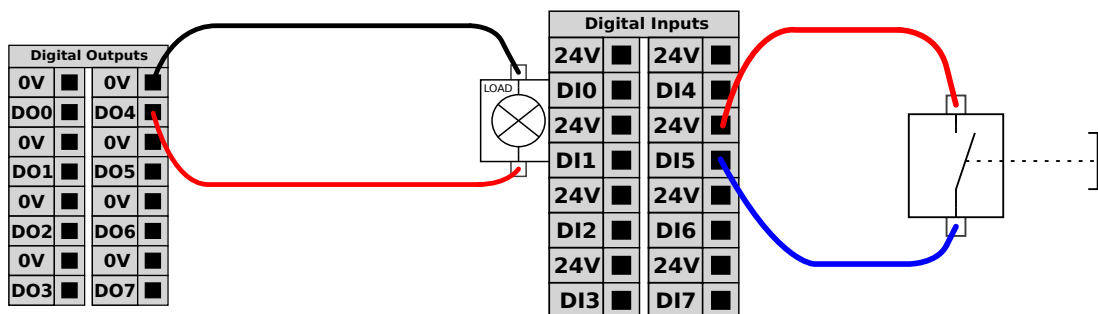 Digital Outputs
0V 0V
DO0 DO4
0V 0V
DO1 DO5
0V 0V
DO2 DO6
0V 0V
DO3 DO7
LOAD
Digital Inputs
24V 24V
DI0 DI4
24V 24V
DI1 DI5
24V 24V
DI2 DI6
24V 24V
DI3 DI7